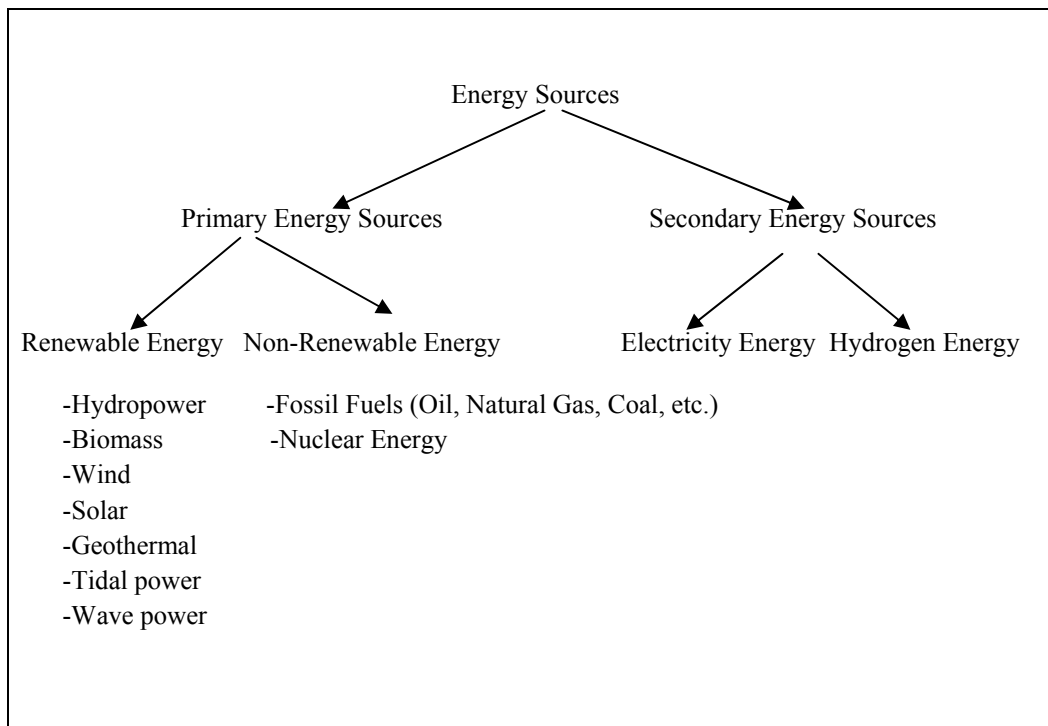 Energy Sources
Primary Energy Sources
Secondary Energy Sources
Renewable Energy
Non-Renewable Energy
Electricity Energy
Hydrogen Energy
-Hydropower
-Fossil Fuels (Oil, Natural Gas, Coal, etc.)
-Biomass
-Nuclear Energy
-Wind
-Solar
-Geothermal
-Tidal power
-Wave power